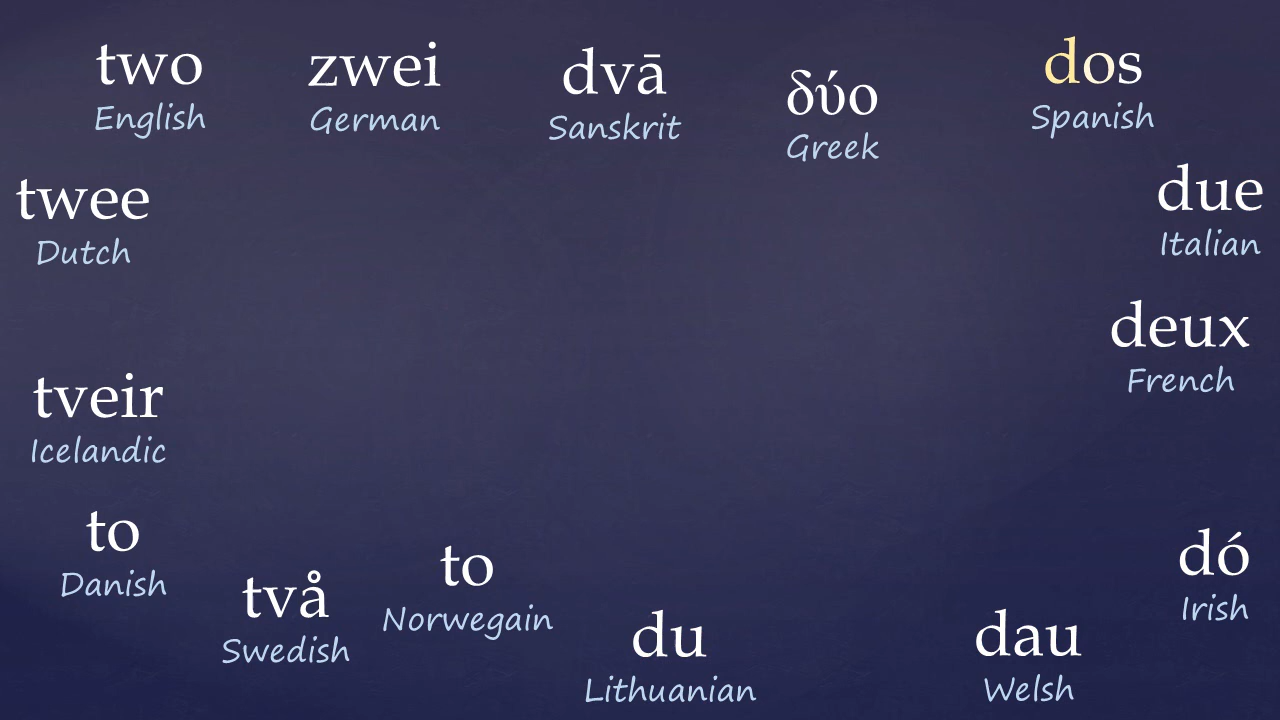 two
English
zwei
German
dvā
Sanskrit
δύο
Greek
dos
Spanish
twee
Dutch
due
Italian
deux
French
tveir
Icelandic
to
Danish
två
Swedish
to
Norwegain
du
Lithuanian
dau
Welsh
dó
Irish